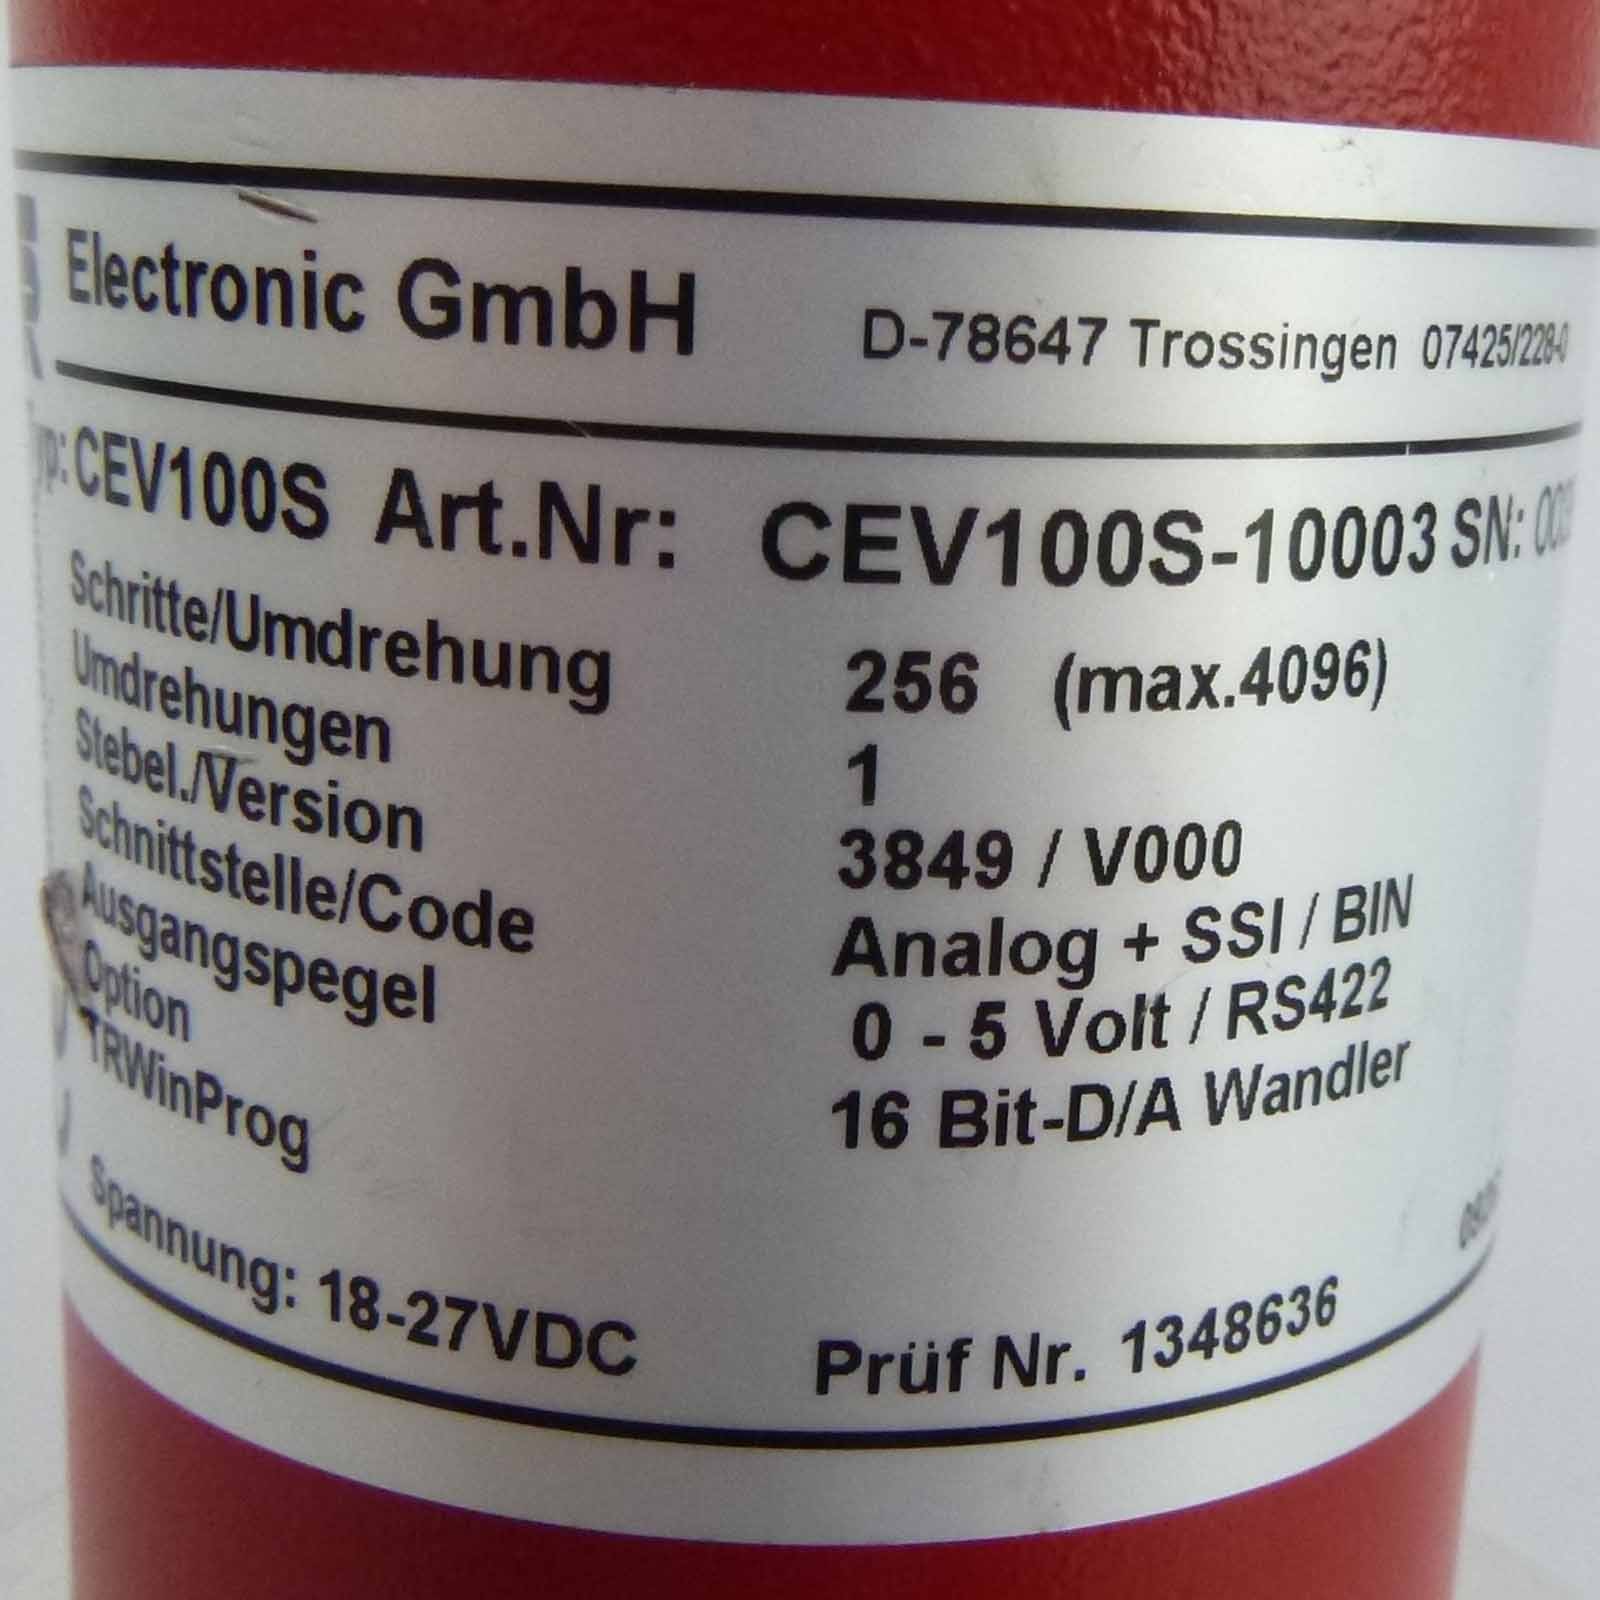 Electronic GmbH D-78647 Trossingen 07425/228-0
Typ: CEV100S Art.Nr: CEV100S-10003 SN:
Schritte/Umdrehung 256 (max.4096)
Umdrehungen 1
Stebel./Version 3849 / V000
Schnittstelle/Code Analog + SSI / BIN
Ausgangspegel 0 - 5 Volt / RS422
Option 16 Bit-D/A Wandler
TRWinProg
Spannung: 18-27VDC Prüf Nr. 1348636